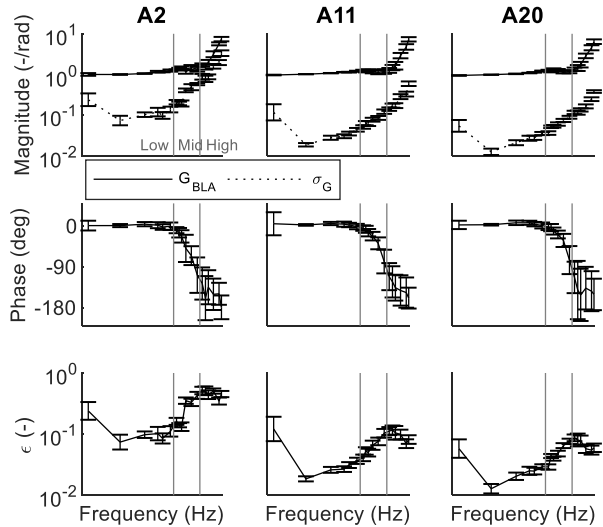 A2 A11 A20
Magnitude (-/rad)
10^1
10^0
10^-1
10^-2
Low Mid High
G_BLA σ_G
Phase (deg)
0
-90
-180
ϵ (-)
10^0
10^-1
10^-2
Frequency (Hz) Frequency (Hz) Frequency (Hz)